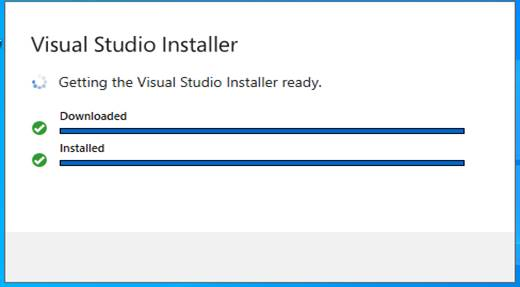 Visual Studio Installer
Getting the Visual Studio Installer ready.
Downloaded
Installed